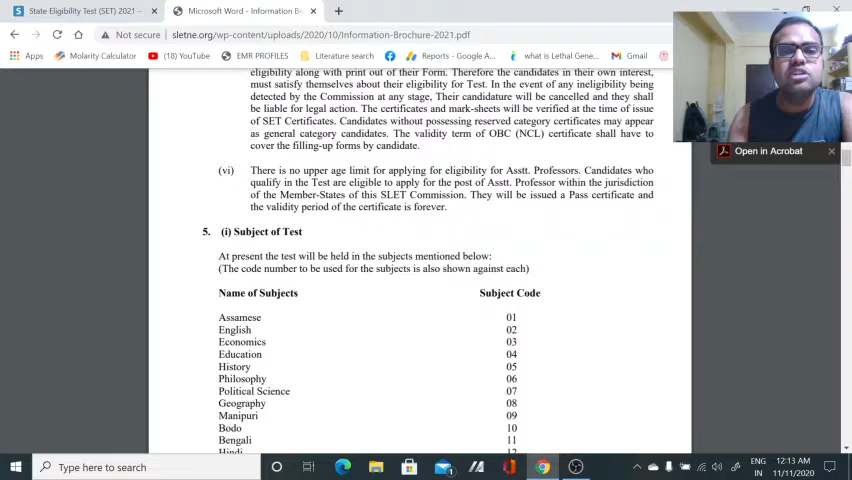 State Eligibility Test (SET) 2021 –
Microsoft Word - Information Bro
Not secure
sletne.org/wp-content/uploads/2020/10/Information-Brochure-2021.pdf
Apps
Molarity Calculator
(18) YouTube
EMR PROFILES
Literature search
Reports - Google A...
what is Lethal Gene...
Gmail
eligibility along with print out of their Form. Therefore the candidates in their own interest,
must satisfy themselves about their eligibility for Test. In the event of any ineligibility being
detected by the Commission at any stage, Their candidature will be cancelled and they shall
be liable for legal action. The certificates and mark-sheets will be verified at the time of issue
of SET Certificates. Candidates without possessing reserved category certificates may appear
as general category candidates. The validity term of OBC (NCL) certificate shall have to
cover the filling-up forms by candidate.
Open in Acrobat
(vi) There is no upper age limit for applying for eligibility for Asstt. Professors. Candidates who
qualify in the Test are eligible to apply for the post of Asstt. Professor within the jurisdiction
of the Member-States of this SLET Commission. They will be issued a Pass certificate and
the validity period of the certificate is forever.
5. (i) Subject of Test
At present the test will be held in the subjects mentioned below:
(The code number to be used for the subjects is also shown against each)
Name of Subjects Subject Code
Assamese 01
English 02
Economics 03
Education 04
History 05
Philosophy 06
Political Science 07
Geography 08
Manipuri 09
Bodo 10
Bengali 11
Hindi 12
Type here to search
1
ENG
IN
12:13 AM
11/11/2020